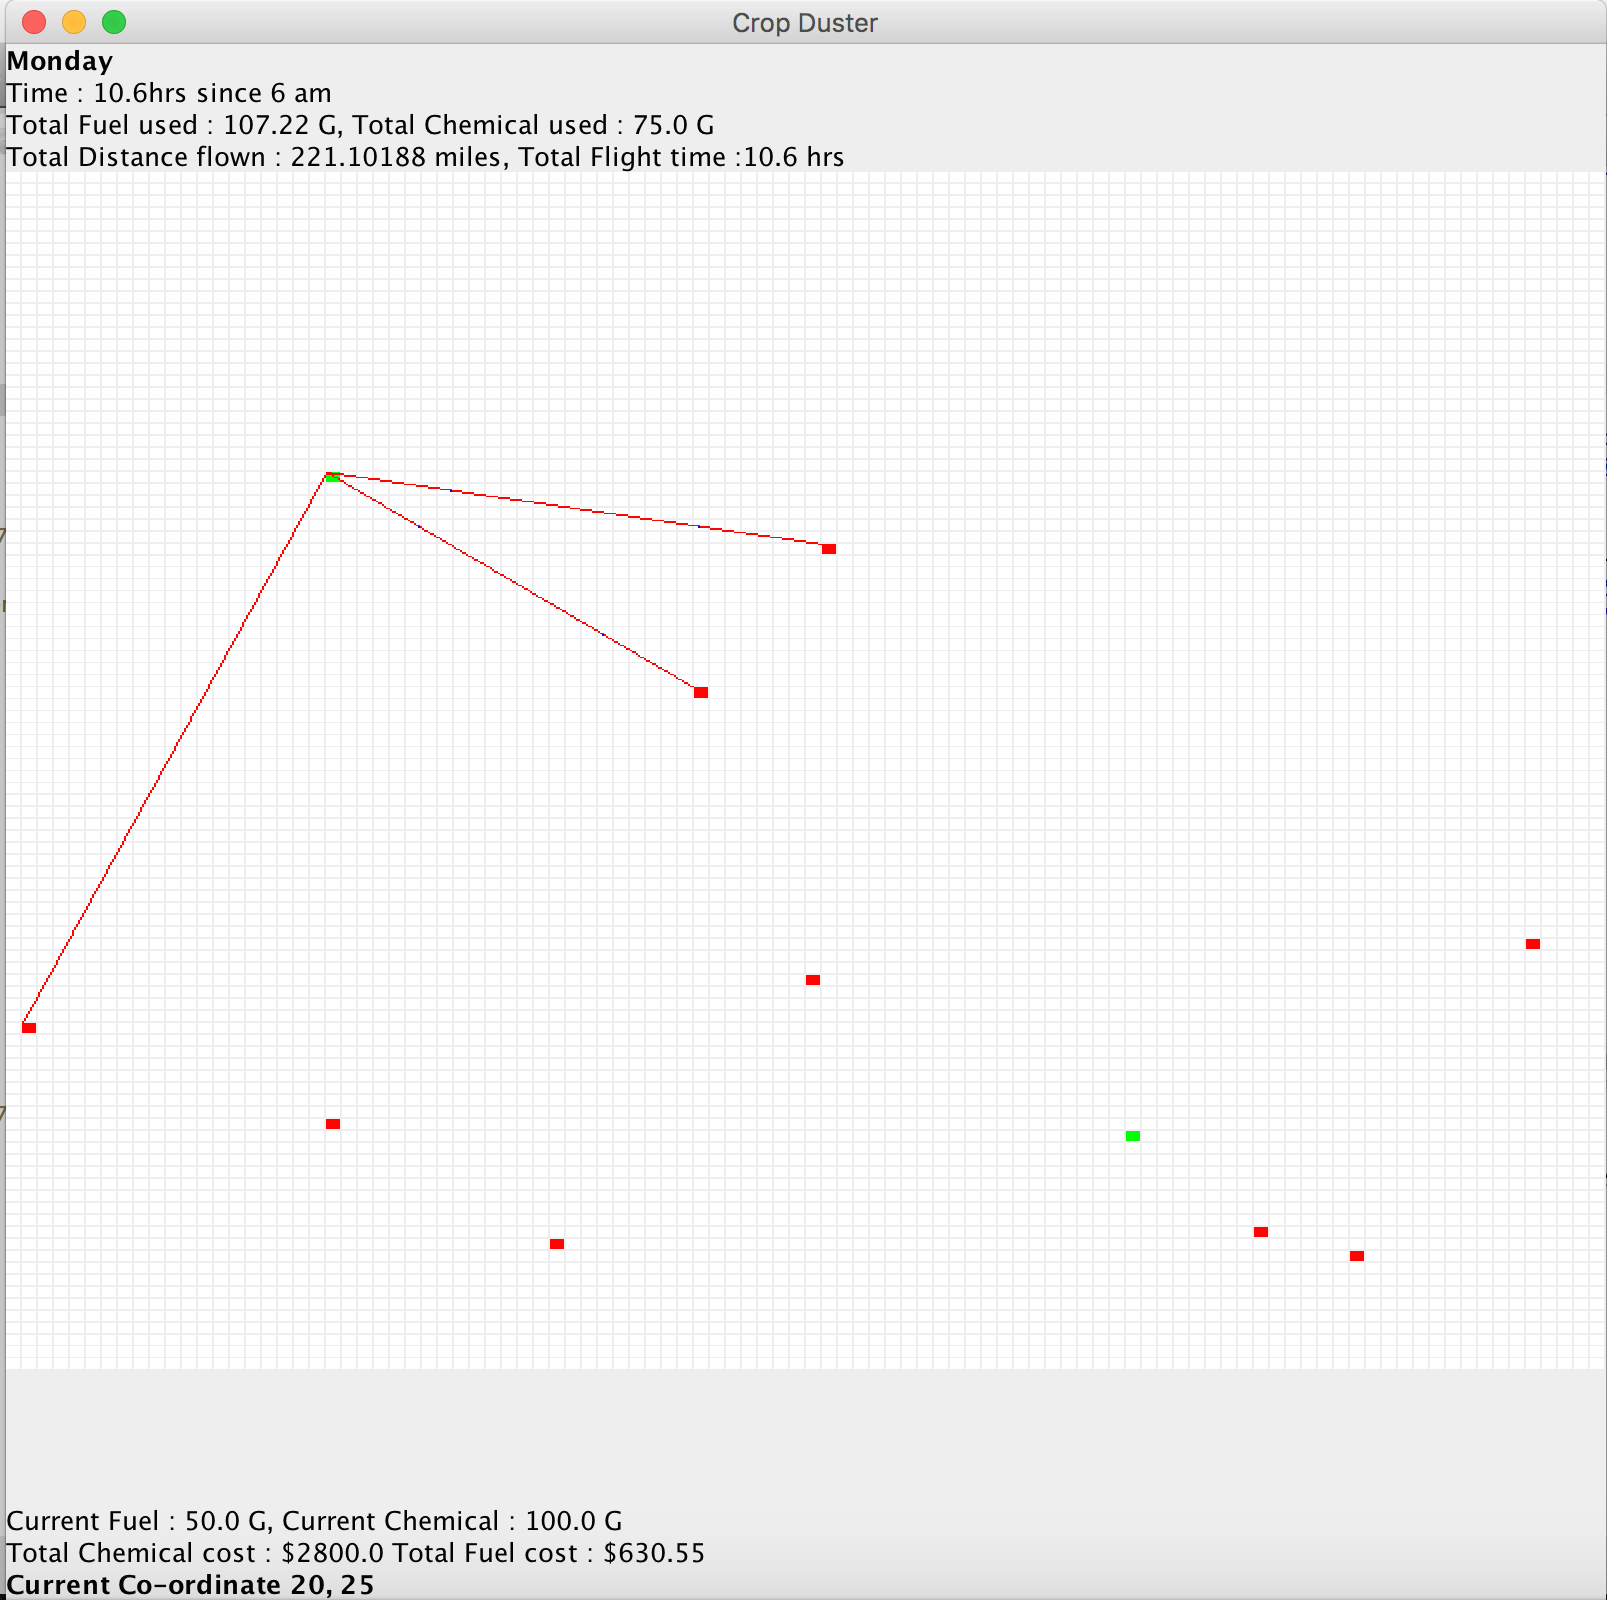 Crop Duster
Monday
Time : 10.6hrs since 6 am
Total Fuel used : 107.22 G, Total Chemical used : 75.0 G
Total Distance flown : 221.10188 miles, Total Flight time :10.6 hrs
Current Fuel : 50.0 G, Current Chemical : 100.0 G
Total Chemical cost : $2800.0 Total Fuel cost : $630.55
Current Co-ordinate 20, 25